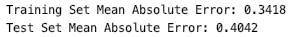 Training Set Mean Absolute Error: 0.3418
Test Set Mean Absolute Error: 0.4042